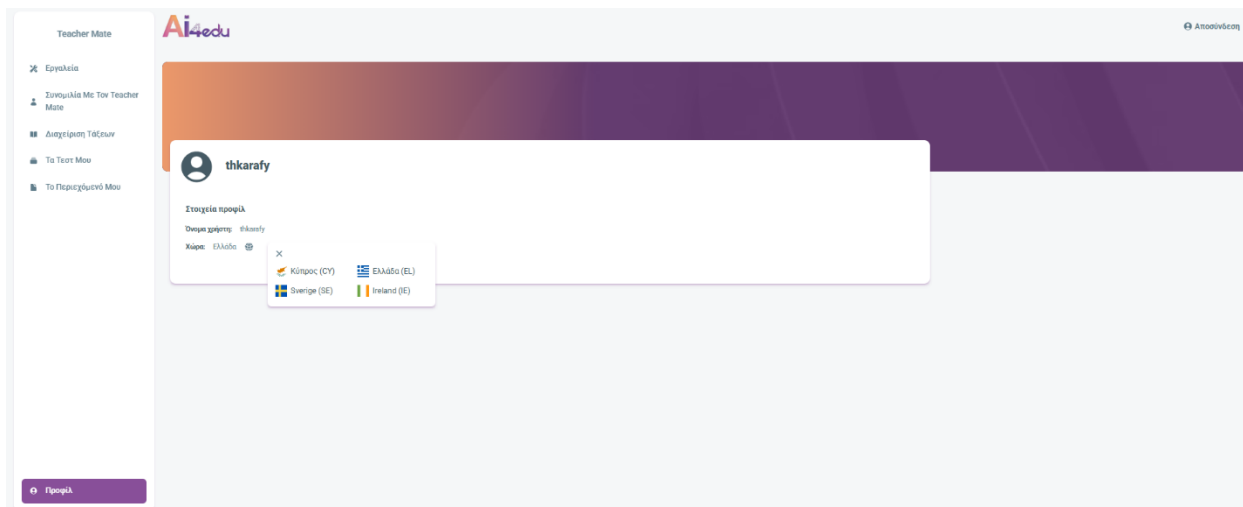 Teacher Mate
Εργαλεία
Συνομιλία Με Τον Teacher
Mate
Διαχείριση Τάξεων
Τα Τεστ Μου
Το Περιεχόμενό Μου
Προφίλ
Ai4edu
Αποσύνδεση
thkarafy
Στοιχεία προφίλ
Όνομα χρήστη: thkarafy
Χώρα: Ελλάδα
Κύπρος (CY) Ελλάδα (EL)
Sverige (SE) Ireland (IE)